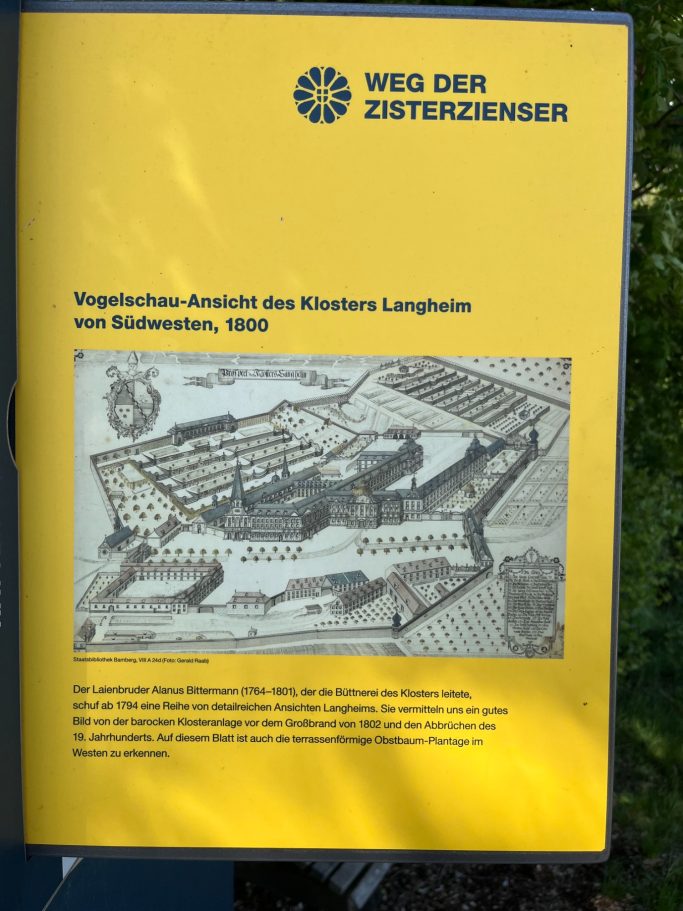 WEG DER
ZISTERZIENSER
Vogelschau-Ansicht des Klosters Langheim
von Südwesten, 1800
Staatsbibliothek Bamberg, VIII A 24d (Foto: Gerald Raab)
Der Laienbruder Alanus Bittermann (1764–1801), der die Büttnerei des Klosters leitete,
schuf ab 1794 eine Reihe von detailreichen Ansichten Langheims. Sie vermitteln uns ein gutes
Bild von der barocken Klosteranlage vor dem Großbrand von 1802 und den Abbrüchen des
19. Jahrhunderts. Auf diesem Blatt ist auch die terrassenförmige Obstbaum-Plantage im
Westen zu erkennen.